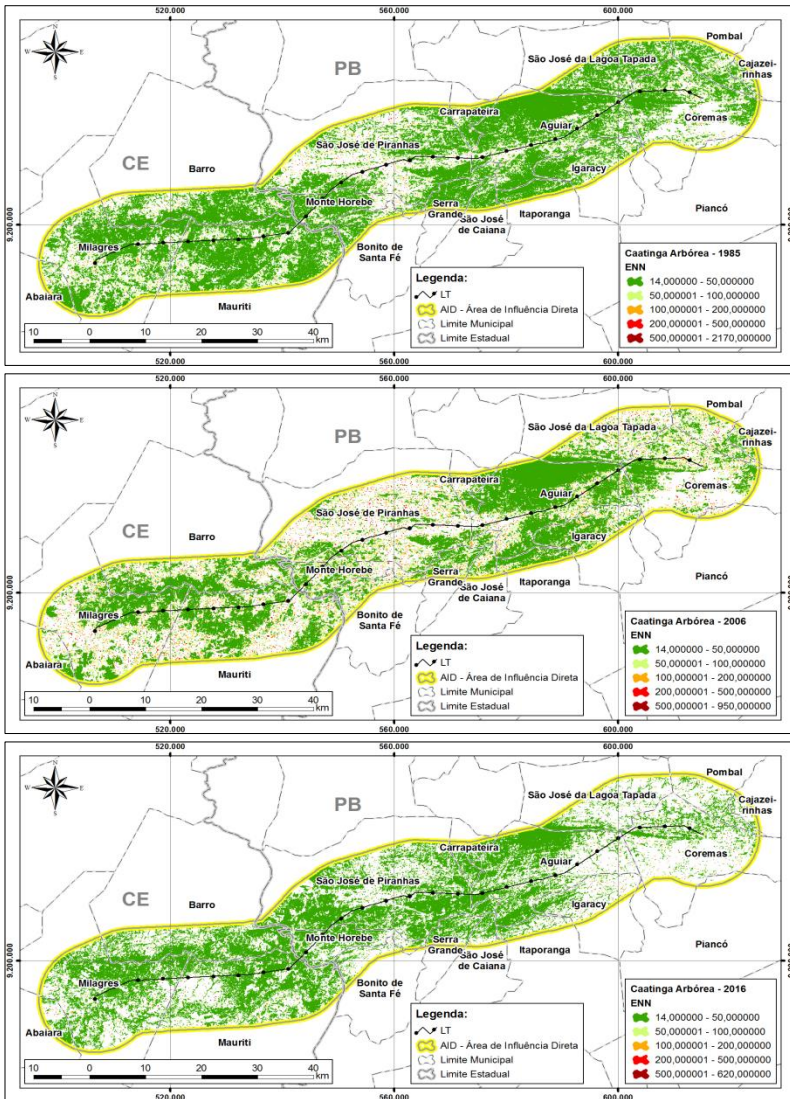 520.000 560.000 600.000
N
W E
S
PB
CE
Pombal
São José da Lagoa Tapada
Cajazei-
rinhas
Carrapateira
Coremas
Aguiar
São José de Piranhas
Barro
Igaracy
Monte Horebe
Serra
Grande
São José
de Caiana
Itaporanga
Piancó
9.200.000
Milagres
Bonito de
Santa Fé
Abaiara
Mauriti
Legenda:
LT
AID - Área de Influência Direta
Limite Municipal
Limite Estadual
Caatinga Arbórea - 1985
ENN
14,000000 - 50,000000
50,000001 - 100,000000
100,000001 - 200,000000
200,000001 - 500,000000
500,000001 - 2170,000000
10 0 10 20 30 40
km
520.000 560.000 600.000
520.000 560.000 600.000
N
W E
S
PB
CE
Pombal
São José da Lagoa Tapada
Cajazei-
rinhas
Carrapateira
Coremas
Aguiar
São José de Piranhas
Barro
Igaracy
Monte Horebe
Serra
Grande
São José
de Caiana
Itaporanga
Piancó
9.200.000
Milagres
Bonito de
Santa Fé
Abaiara
Mauriti
Legenda:
LT
AID - Área de Influência Direta
Limite Municipal
Limite Estadual
Caatinga Arbórea - 2006
ENN
14,000000 - 50,000000
50,000001 - 100,000000
100,000001 - 200,000000
200,000001 - 500,000000
500,000001 - 950,000000
10 0 10 20 30 40
km
520.000 560.000 600.000
520.000 560.000 600.000
N
W E
S
PB
CE
Pombal
São José da Lagoa Tapada
Cajazei-
rinhas
Carrapateira
Coremas
Aguiar
São José de Piranhas
Barro
Igaracy
Monte Horebe
Serra
Grande
São José
de Caiana
Itaporanga
Piancó
9.200.000
Milagres
Bonito de
Santa Fé
Abaiara
Mauriti
Legenda:
LT
AID - Área de Influência Direta
Limite Municipal
Limite Estadual
Caatinga Arbórea - 2016
ENN
14,000000 - 50,000000
50,000001 - 100,000000
100,000001 - 200,000000
200,000001 - 500,000000
500,000001 - 620,000000
10 0 10 20 30 40
km
520.000 560.000 600.000